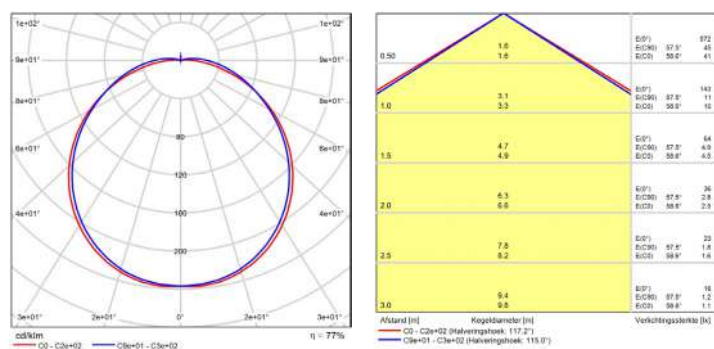 1e+02° 1e+02°
9e+01° 9e+01°
8e+01° 8e+01°
80
6e+01° 6e+01°
120
4e+01° 160 4e+01°
200
3e+01° 2e+01° 0° 2e+01° 3e+01°
cd/klm η = 77%
C0 - C2e+02 C9e+01 - C3e+02
0.50 1.6 1.6
E(0°) 572
E(C90) 57.5° 45
E(C0) 58.6° 41
1.0 3.1 3.3
E(0°) 143
E(C90) 57.5° 11
E(C0) 58.6° 10
1.5 4.7 4.9
E(0°) 64
E(C90) 57.5° 4.9
E(C0) 58.6° 4.5
2.0 6.3 6.6
E(0°) 36
E(C90) 57.5° 2.8
E(C0) 58.6° 2.5
2.5 7.8 8.2
E(0°) 23
E(C90) 57.5° 1.8
E(C0) 58.6° 1.6
3.0 9.4 9.8
E(0°) 16
E(C90) 57.5° 1.2
E(C0) 58.6° 1.1
Afstand [m] Kegeldiameter [m] Verlichtingssterkte [lx]
C0 - C2e+02 (Halveringshoek: 117.2°)
C9e+01 - C3e+02 (Halveringshoek: 115.0°)